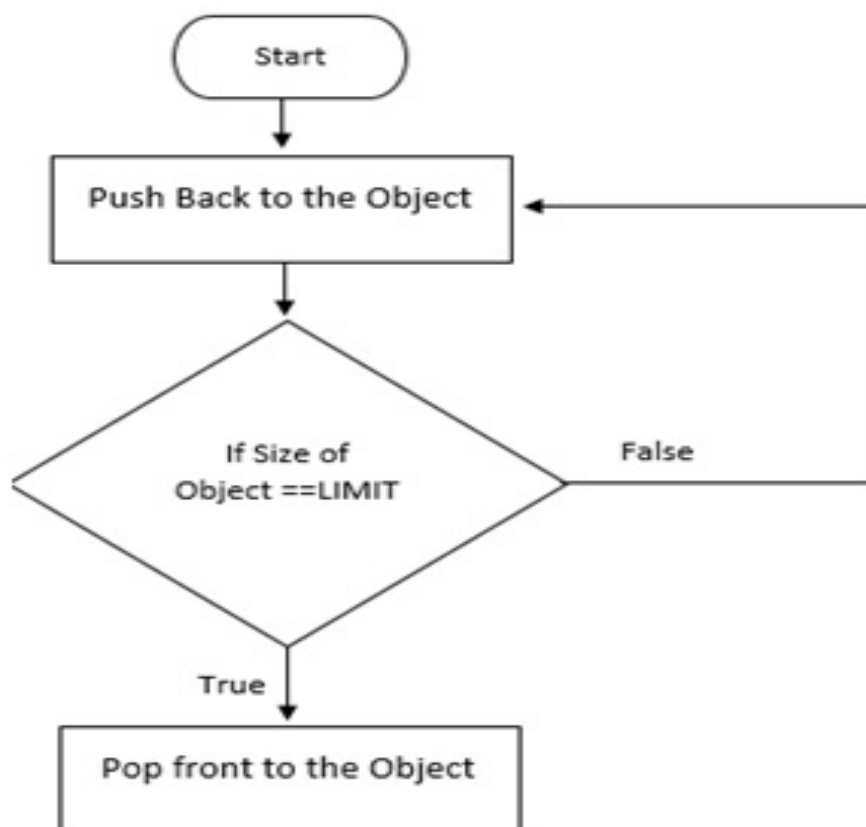 Start
Push Back to the Object
If Size of
Object ==LIMIT
False
True
Pop front to the Object